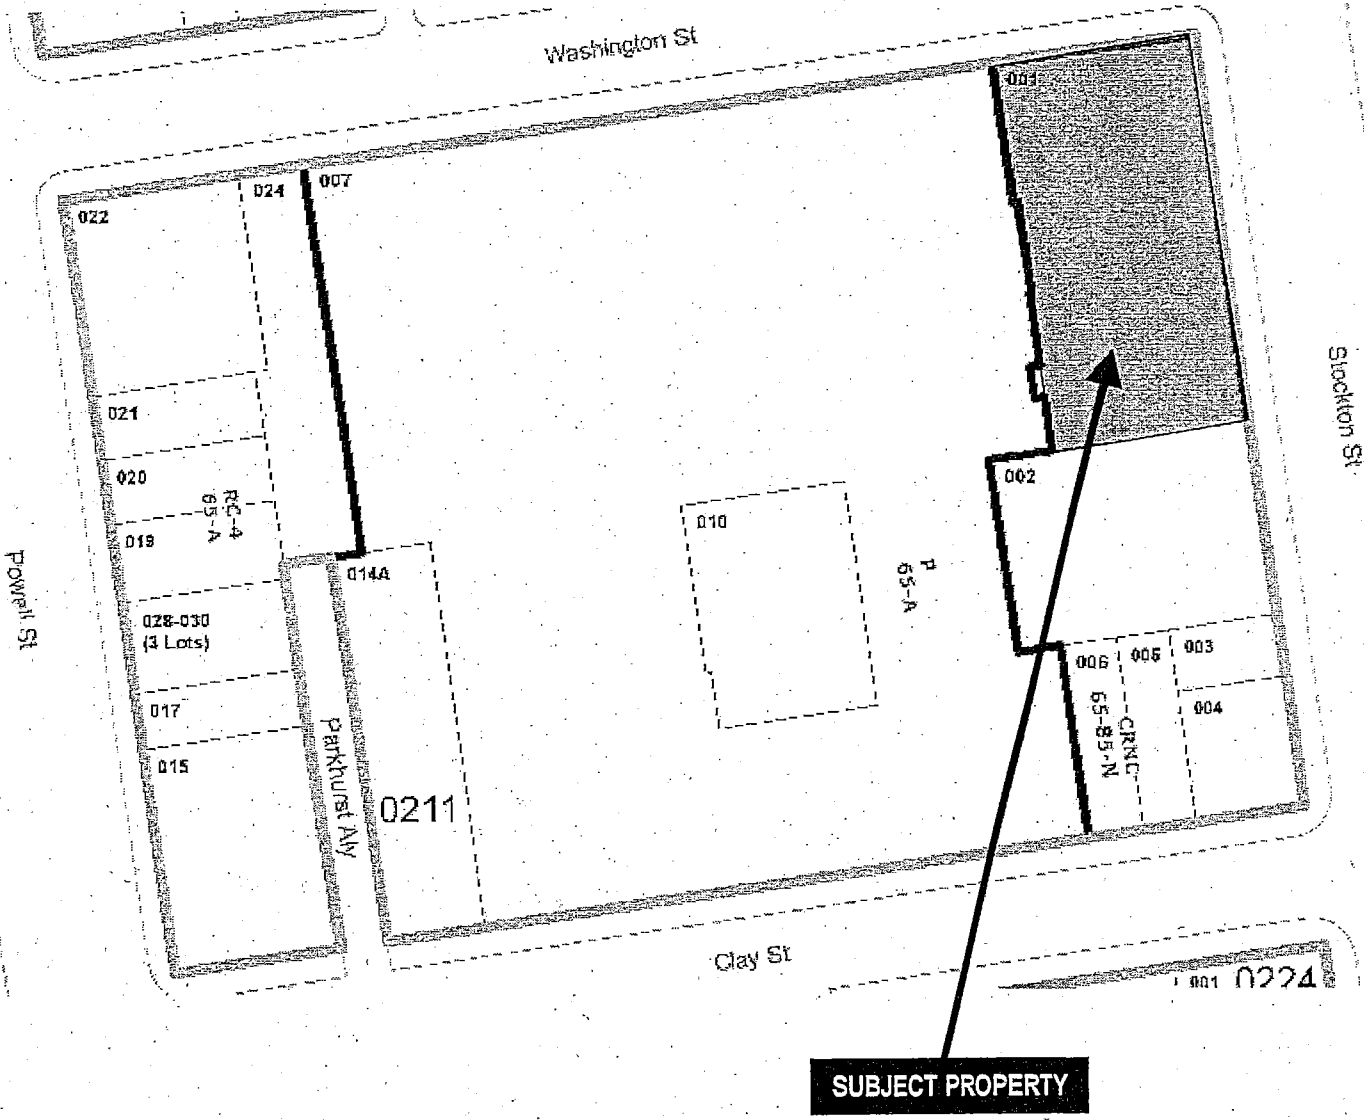 Washington St
001
024
007
022
021
020
RC-4
65-A
019
002
010
P
65-A
014A
028-030
(3 Lots)
006
005
003
017
65-85-N
CRNC
004
015
Parkhurst Aly
0211
Powell St
Stockton St
Clay St
001
0224
SUBJECT PROPERTY